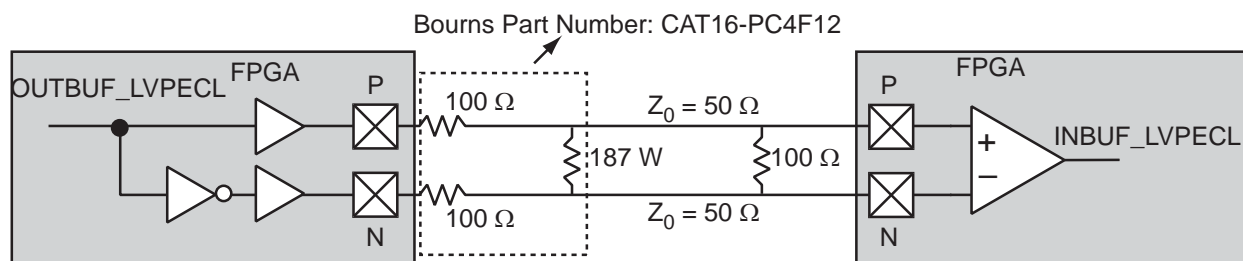 Bourns Part Number: CAT16-PC4F12
OUTBUF_LVPECL
FPGA
P
100 Ω
Z0 = 50 Ω
187 W
100 Ω
FPGA
P
INBUF_LVPECL
+
−
N
100 Ω
Z0 = 50 Ω
N